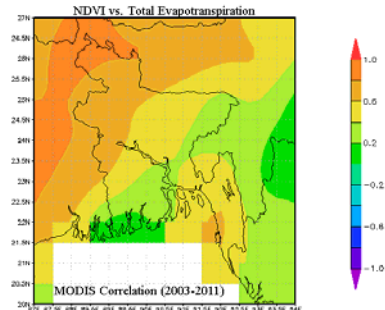 NDVI vs. Total Evapotranspiration
27N
26.5N
26N
25.5N
25N
24.5N
24N
23.5N
23N
22.5N
22N
21.5N
21N
20.5N
20N
MODIS Correlation (2003-2011)
1.0
0.6
0.2
-0.2
-0.6
-1.0